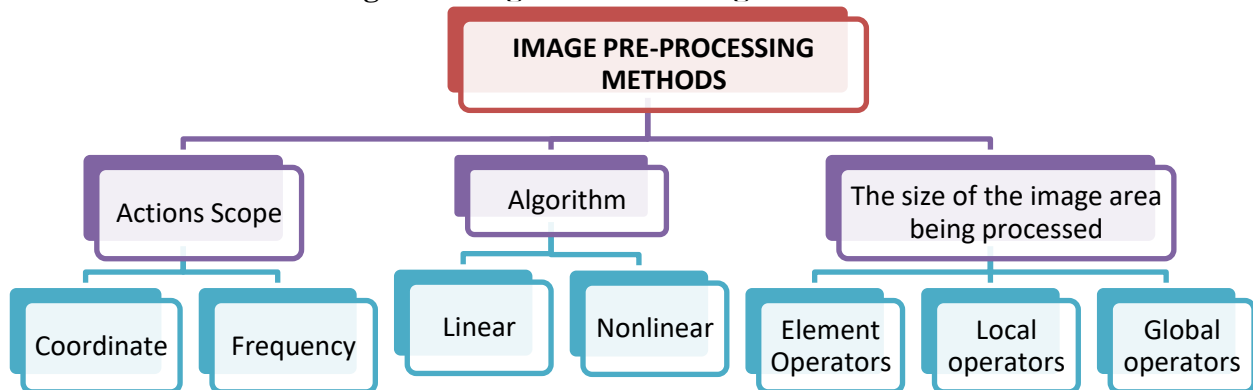 IMAGE PRE-PROCESSING
METHODS
Actions Scope
Algorithm
The size of the image area
being processed
Coordinate
Frequency
Linear
Nonlinear
Element
Operators
Local
operators
Global
operators